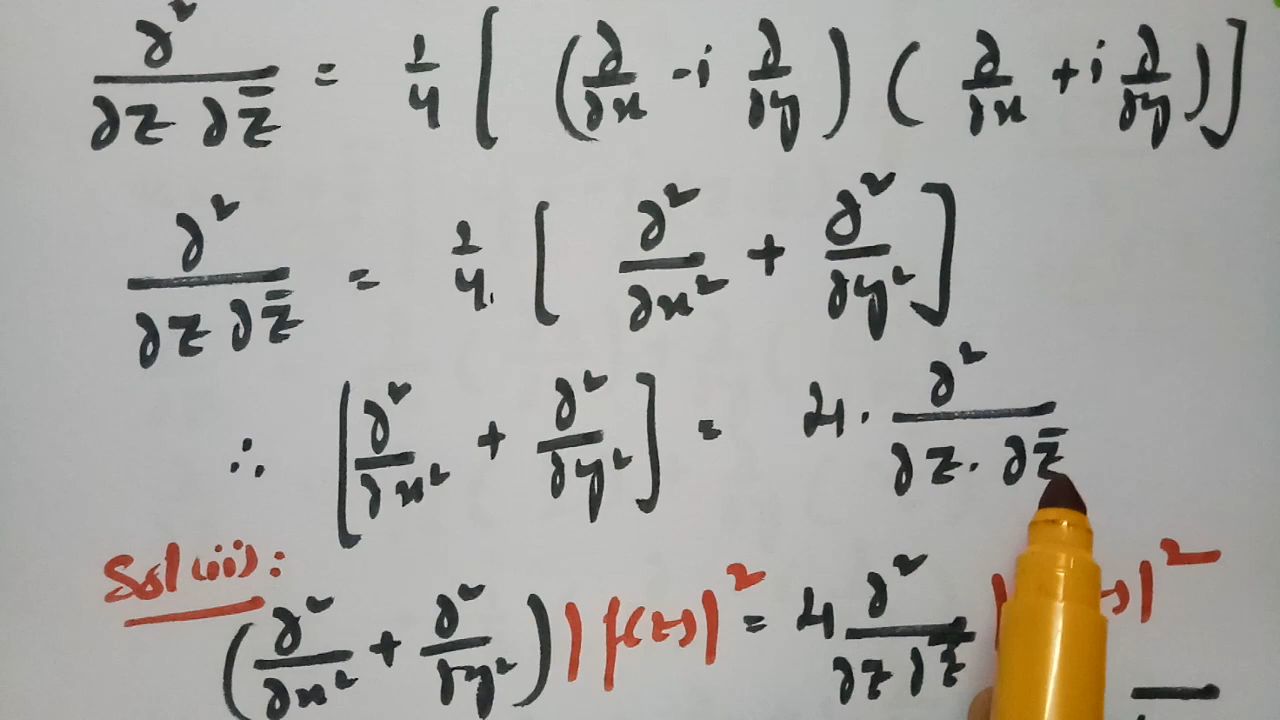 ∂²/∂z ∂z̄ = 1/4 [ (∂/∂x - i ∂/∂y) ( ∂/∂x + i ∂/∂y) ]
∂²/∂z ∂z̄ = 1/4. [ ∂²/∂x² + ∂²/∂y² ]
∴ [ ∂²/∂x² + ∂²/∂y² ] = 4. ∂²/∂z. ∂z̄
Sol (ii):
(∂²/∂x² + ∂²/∂y²) |f(z)|² = 4 ∂²/∂z ∂z̄ | z)|²